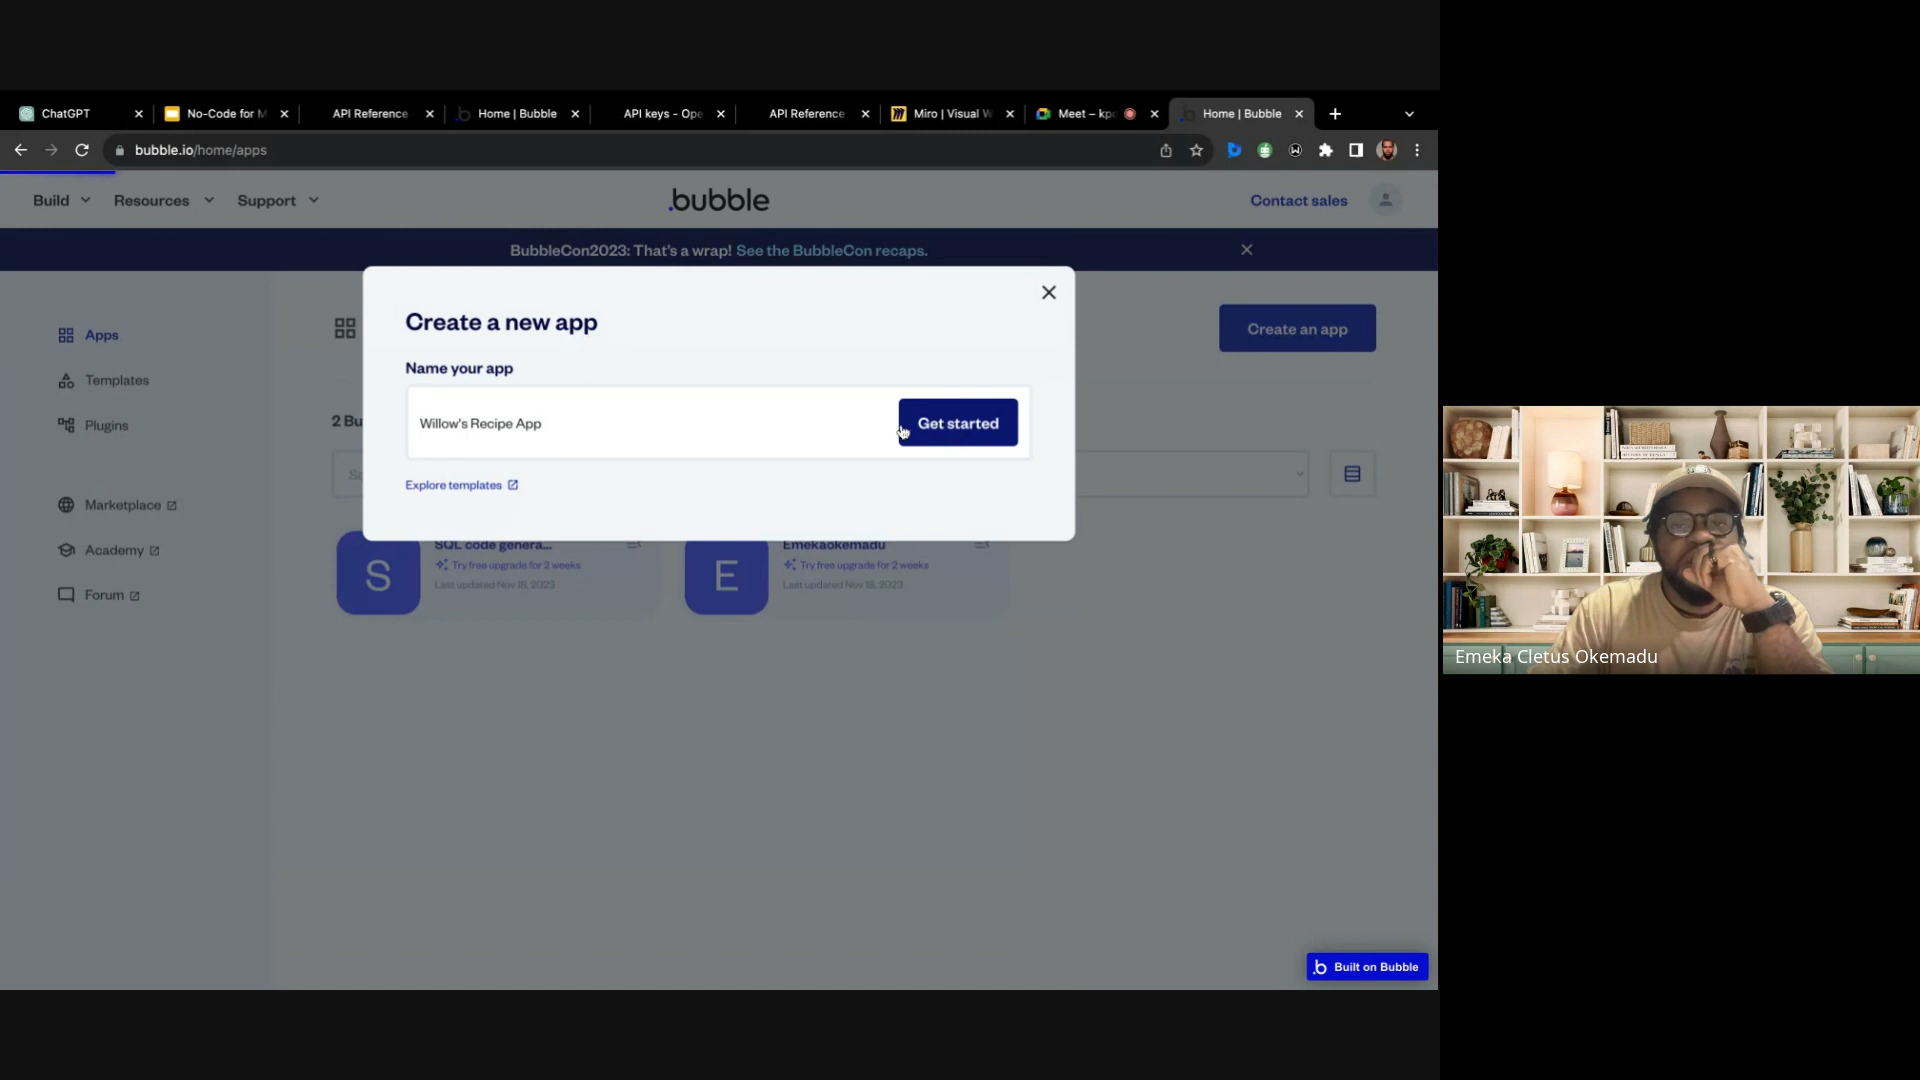 ChatGPT
No-Code for M
API Reference
Home | Bubble
API keys - Ope
API Reference
Miro | Visual W
Meet – kpc
Home | Bubble
bubble.io/home/apps
Build
Resources
Support
.bubble
Contact sales
BubbleCon2023: That's a wrap! See the BubbleCon recaps.
Create a new app
Apps
Create an app
Name your app
Templates
2 Bu
Willow's Recipe App
Get started
Plugins
Explore templates
Marketplace
SQL code genera...
Emekaokemadu
Academy
S
Try free upgrade for 2 weeks
E
Try free upgrade for 2 weeks
Last updated Nov 18, 2023
Last updated Nov 18, 2023
Forum
Emeka Cletus Okemadu
.b Built on Bubble